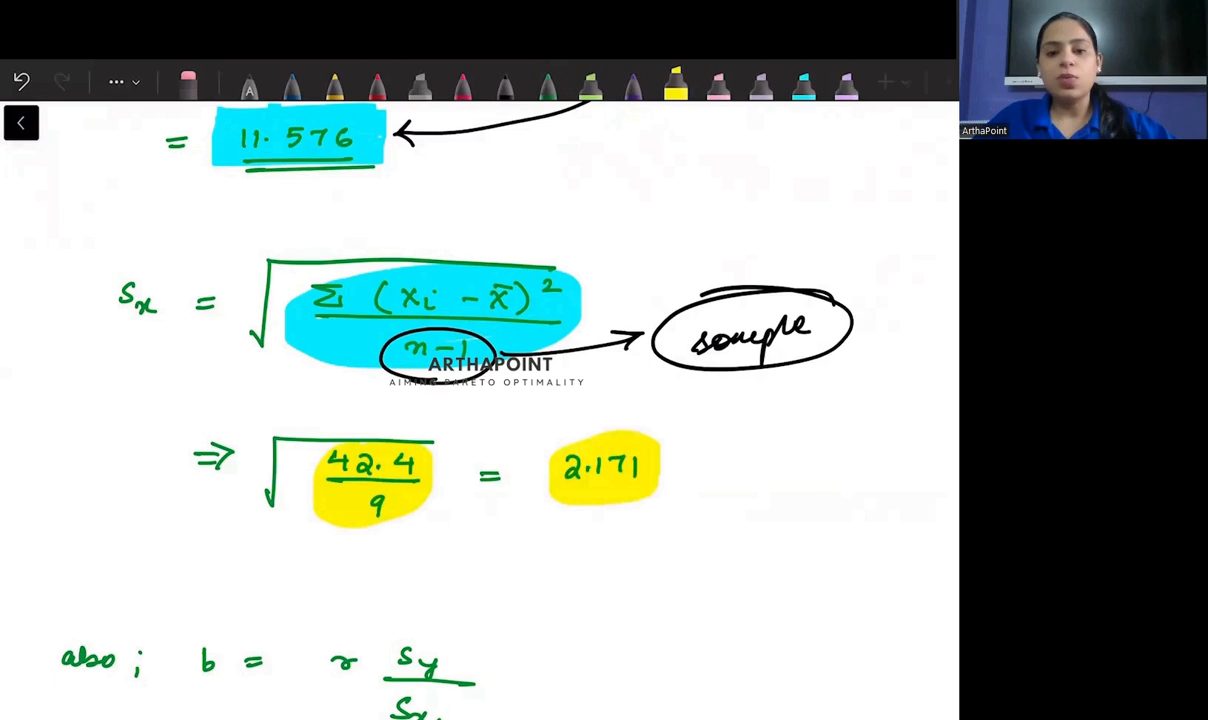 ArthaPoint
= 11.576
Sx = √ Σ (xi - x̄)² / n-1 → sample
ARTHAPOINT
AIMING PARETO OPTIMALITY
⇒ √ 42.4 / 9 = 2.171
also; b = r Sy / Sx